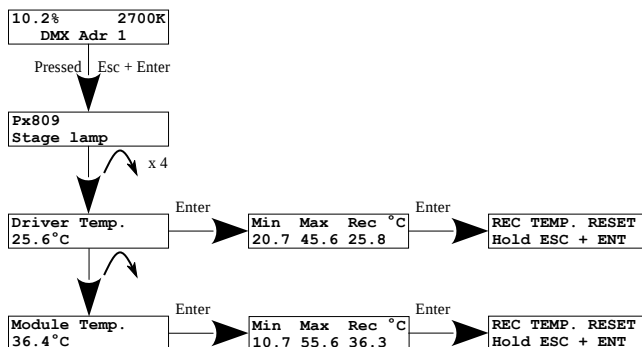 10.2% 2700K
DMX Adr 1
Pressed Esc + Enter
Px809
Stage lamp
x 4
Driver Temp.
25.6°C
Enter
Min Max Rec °C
20.7 45.6 25.8
Enter
REC TEMP. RESET
Hold ESC + ENT
Module Temp.
36.4°C
Enter
Min Max Rec °C
10.7 55.6 36.3
Enter
REC TEMP. RESET
Hold ESC + ENT